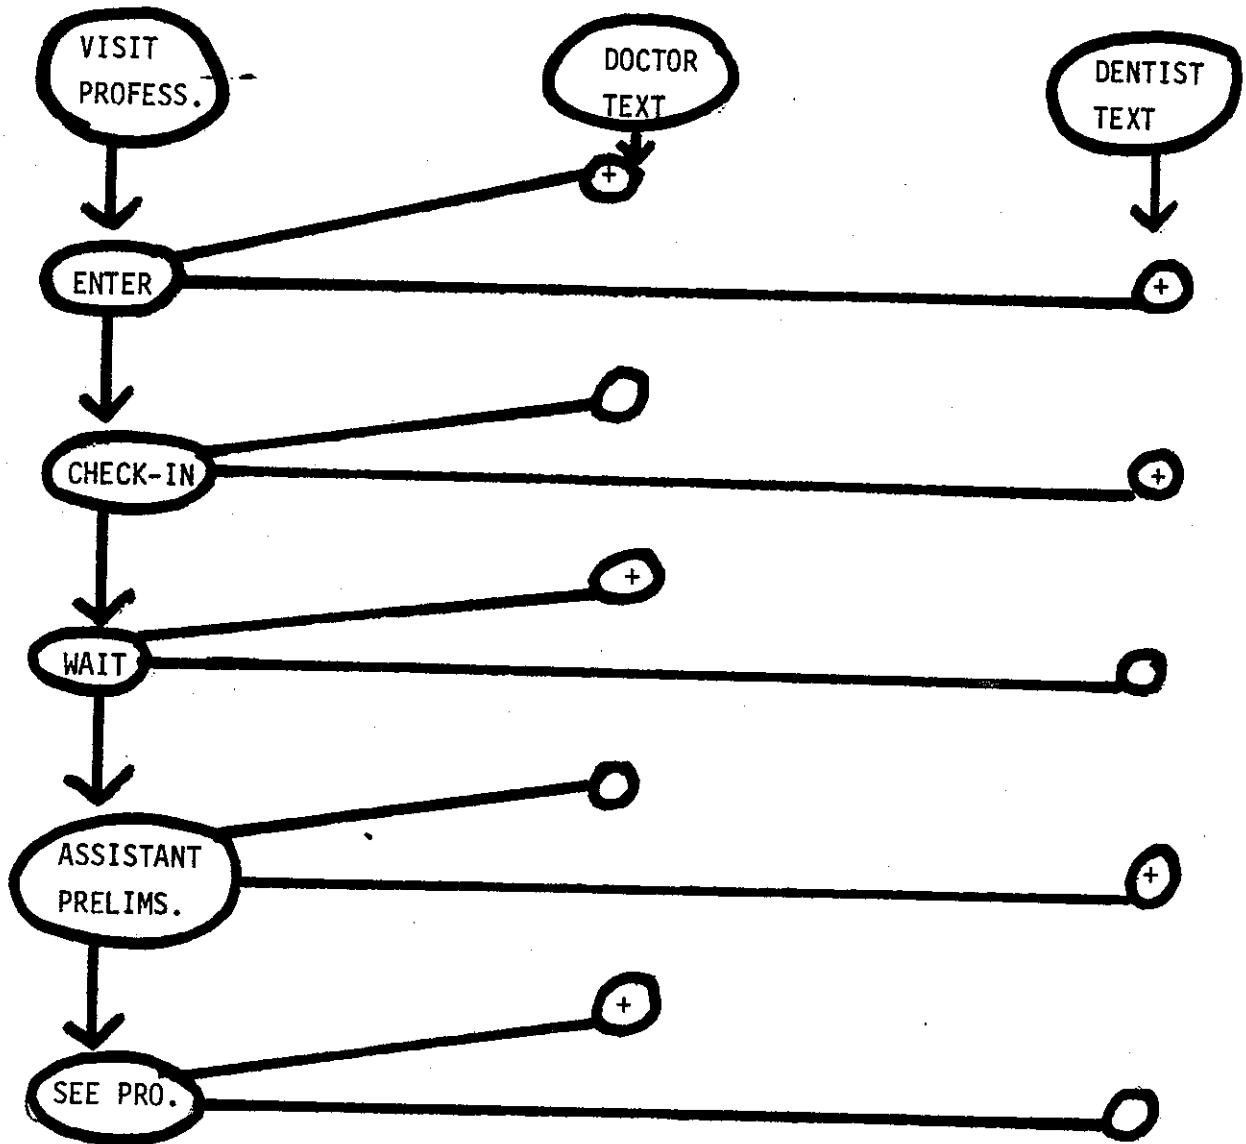 VISIT
PROFESS.
DOCTOR
TEXT
DENTIST
TEXT
+
ENTER
+
CHECK-IN
+
+
WAIT
ASSISTANT
PRELIMS.
+
+
SEE PRO.